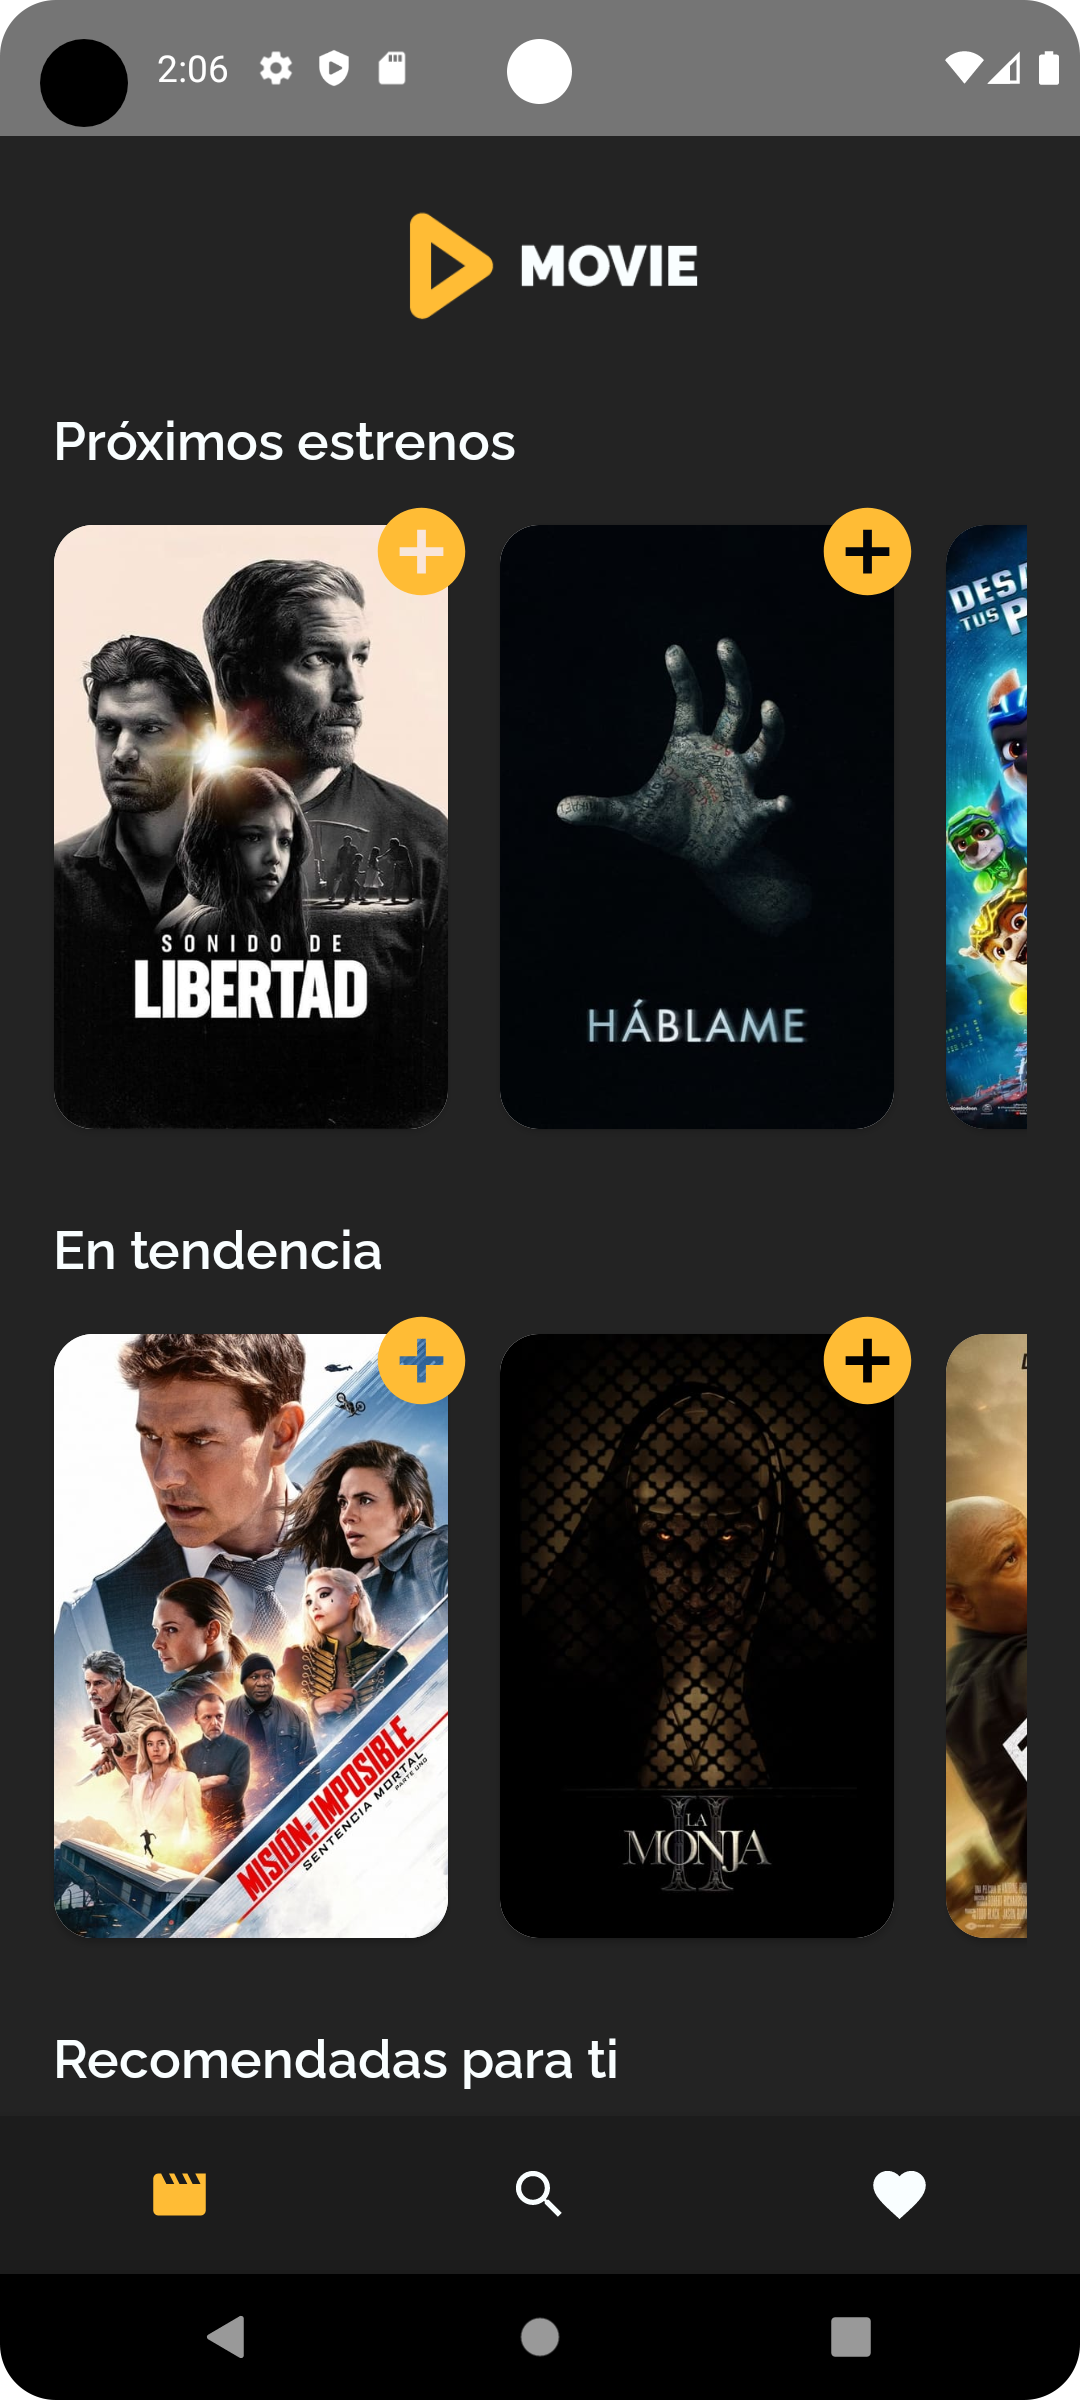 2:06
MOVIE
Próximos estrenos
SONIDO DE
LIBERTAD
HÁBLAME
TUS
En tendencia
MISIÓN: IMPOSIBLE
SENTENCIA MORTAL
PARTE UNO
LA
MONJA
II
Recomendadas para ti